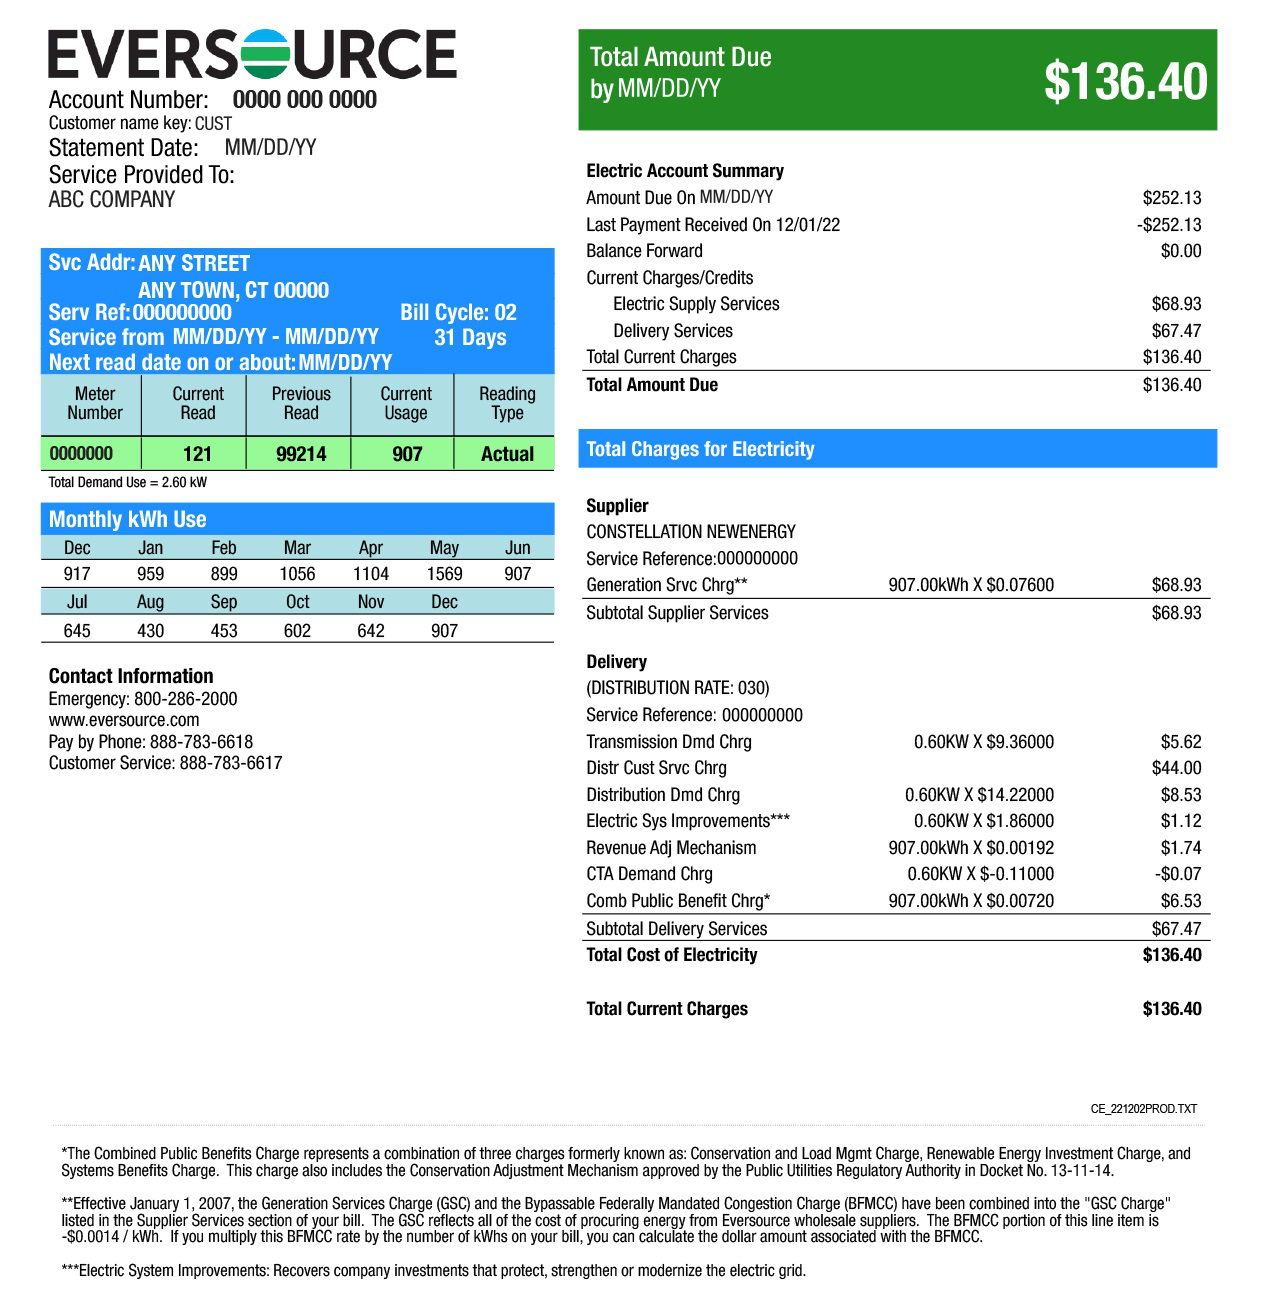 EVERSOURCE
Account Number: 0000 000 0000
Customer name key: CUST
Statement Date: MM/DD/YY
Service Provided To:
ABC COMPANY
Svc Addr: ANY STREET
ANY TOWN, CT 00000
Serv Ref: 000000000 Bill Cycle: 02
Service from MM/DD/YY - MM/DD/YY 31 Days
Next read date on or about: MM/DD/YY
Meter Number Current Read Previous Read Current Usage Reading Type
0000000 121 99214 907 Actual
Total Demand Use = 2.60 kW
Monthly kWh Use
Dec Jan Feb Mar Apr May Jun
917 959 899 1056 1104 1569 907
Jul Aug Sep Oct Nov Dec
645 430 453 602 642 907
Contact Information
Emergency: 800-286-2000
www.eversource.com
Pay by Phone: 888-783-6618
Customer Service: 888-783-6617
Total Amount Due
by MM/DD/YY $136.40
Electric Account Summary
Amount Due On MM/DD/YY $252.13
Last Payment Received On 12/01/22 -$252.13
Balance Forward $0.00
Current Charges/Credits
Electric Supply Services $68.93
Delivery Services $67.47
Total Current Charges $136.40
Total Amount Due $136.40
Total Charges for Electricity
Supplier
CONSTELLATION NEWENERGY
Service Reference:000000000
Generation Srvc Chrg** 907.00kWh X $0.07600 $68.93
Subtotal Supplier Services $68.93
Delivery
(DISTRIBUTION RATE: 030)
Service Reference: 000000000
Transmission Dmd Chrg 0.60KW X $9.36000 $5.62
Distr Cust Srvc Chrg $44.00
Distribution Dmd Chrg 0.60KW X $14.22000 $8.53
Electric Sys Improvements*** 0.60KW X $1.86000 $1.12
Revenue Adj Mechanism 907.00kWh X $0.00192 $1.74
CTA Demand Chrg 0.60KW X $-0.11000 -$0.07
Comb Public Benefit Chrg* 907.00kWh X $0.00720 $6.53
Subtotal Delivery Services $67.47
Total Cost of Electricity $136.40
Total Current Charges $136.40
CE_221202PROD.TXT
*The Combined Public Benefits Charge represents a combination of three charges formerly known as: Conservation and Load Mgmt Charge, Renewable Energy Investment Charge, and
Systems Benefits Charge. This charge also includes the Conservation Adjustment Mechanism approved by the Public Utilities Regulatory Authority in Docket No. 13-11-14.
**Effective January 1, 2007, the Generation Services Charge (GSC) and the Bypassable Federally Mandated Congestion Charge (BFMCC) have been combined into the "GSC Charge"
listed in the Supplier Services section of your bill. The GSC reflects all of the cost of procuring energy from Eversource wholesale suppliers. The BFMCC portion of this line item is
-$0.0014 / kWh. If you multiply this BFMCC rate by the number of kWhs on your bill, you can calculate the dollar amount associated with the BFMCC.
***Electric System Improvements: Recovers company investments that protect, strengthen or modernize the electric grid.